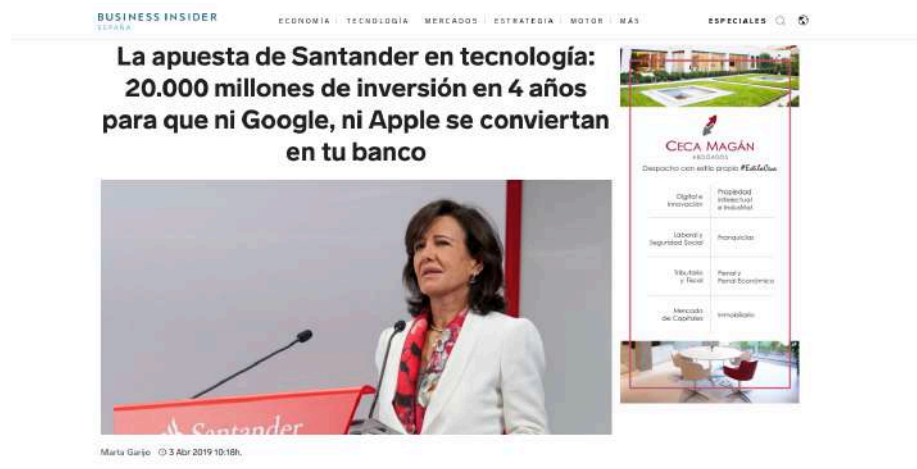 BUSINESS INSIDER
ESPAÑA
ECONOMÍA TECNOLOGÍA MERCADOS ESTRATEGIA MOTOR MÁS
ESPECIALES
La apuesta de Santander en tecnología:
20.000 millones de inversión en 4 años
para que ni Google, ni Apple se conviertan
en tu banco
Santander
Marta Garijo 3 Abr 2019 10:18h.
CECA MAGÁN
ABOGADOS
Despacho con estilo propio #EstiloCeca
Digital e
Innovación
Propiedad
Intelectual
e Industrial
Laboral y
Seguridad Social
Franquicias
Tributario
y Fiscal
Penal y
Penal Económico
Mercado
de Capitales
Inmobiliario